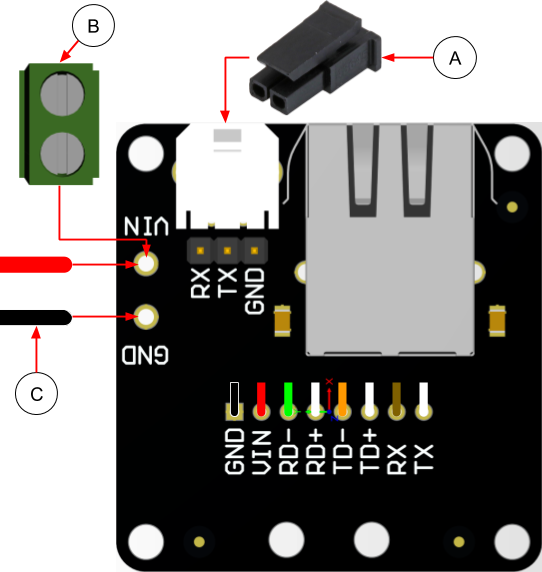 B
A
VIN
RX
TX
GND
GND
C
GND
VIN
RD-
RD+
TD-
TD+
RX
TX
X